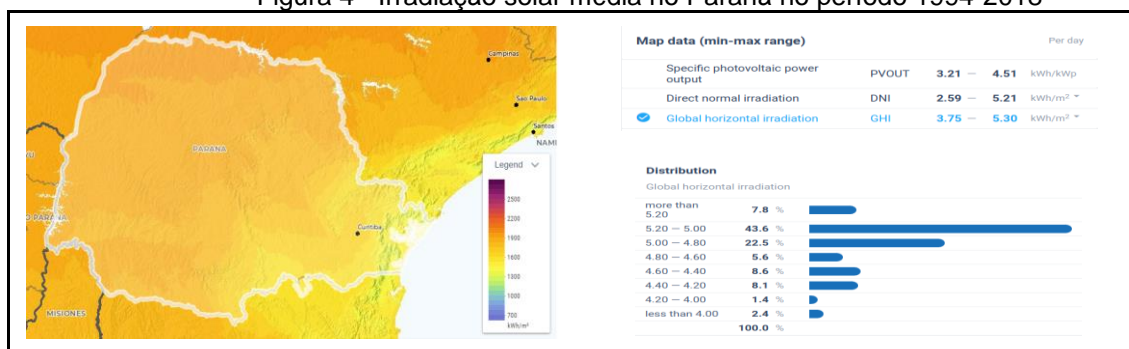 Figura 4 - Irradiação solar média no Paraná no período 1994-2018
Campinas
Sao Paulo
Santos
NAMI
PARANÁ
Curitiba
MISIONES
Legend
2500
2200
1900
1600
1300
1000
700
kWh/m²
Map data (min-max range) Per day
Specific photovoltaic power output PVOUT 3.21 — 4.51 kWh/kWp
Direct normal irradiation DNI 2.59 — 5.21 kWh/m²
Global horizontal irradiation GHI 3.75 — 5.30 kWh/m²
Distribution
Global horizontal irradiation
more than 5.20 7.8 %
5.20 — 5.00 43.6 %
5.00 — 4.80 22.5 %
4.80 — 4.60 5.6 %
4.60 — 4.40 8.6 %
4.40 — 4.20 8.1 %
4.20 — 4.00 1.4 %
less than 4.00 2.4 %
100.0 %